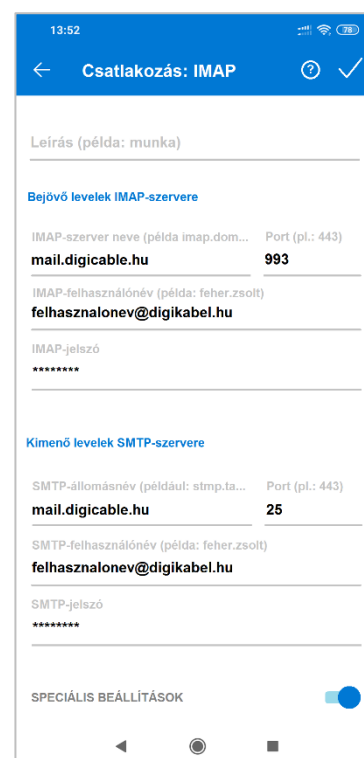 13:52
78
Csatlakozás: IMAP
Leírás (példa: munka)
Bejövő levelek IMAP-szervere
IMAP-szerver neve (példa imap.dom... Port (pl.: 443)
mail.digicable.hu 993
IMAP-felhasználónév (példa: feher.zsolt)
felhasznalonev@digikabel.hu
IMAP-jelszó
********
Kimenő levelek SMTP-szervere
SMTP-állomásnév (például: stmp.ta... Port (pl.: 443)
mail.digicable.hu 25
SMTP-felhasználónév (példa: feher.zsolt)
felhasznalonev@digikabel.hu
SMTP-jelszó
********
SPECIÁLIS BEÁLLÍTÁSOK